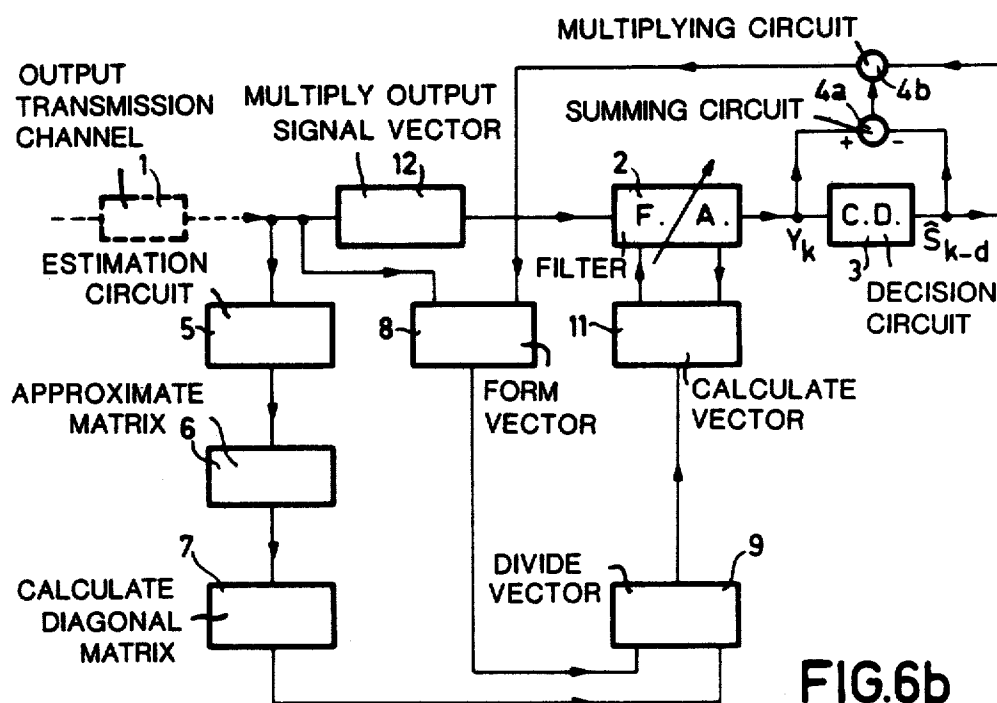 MULTIPLYING CIRCUIT
OUTPUT
TRANSMISSION
CHANNEL
MULTIPLY OUTPUT
SIGNAL VECTOR
4a
4b
SUMMING CIRCUIT
+ -
1
12
2
F. A.
C.D.
Yk
Ŝk-d
3
ESTIMATION
CIRCUIT
FILTER
DECISION
CIRCUIT
5
8
11
APPROXIMATE
MATRIX
6
FORM
VECTOR
CALCULATE
VECTOR
7
9
CALCULATE
DIAGONAL
MATRIX
DIVIDE
VECTOR
FIG.6b